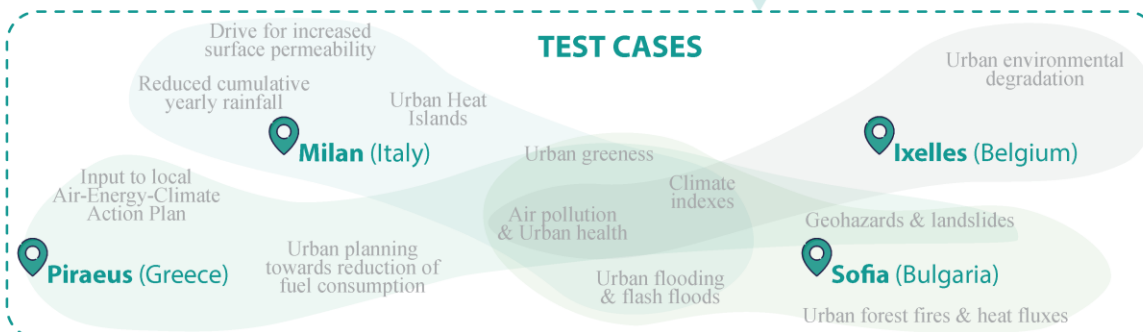 TEST CASES
Drive for increased
surface permeability
Reduced cumulative
yearly rainfall
Urban Heat
Islands
Milan (Italy)
Urban environmental
degradation
Ixelles (Belgium)
Urban greeness
Climate
indexes
Air pollution
& Urban health
Input to local
Air-Energy-Climate
Action Plan
Piraeus (Greece)
Urban planning
towards reduction of
fuel consumption
Urban flooding
& flash floods
Geohazards & landslides
Sofia (Bulgaria)
Urban forest fires & heat fluxes